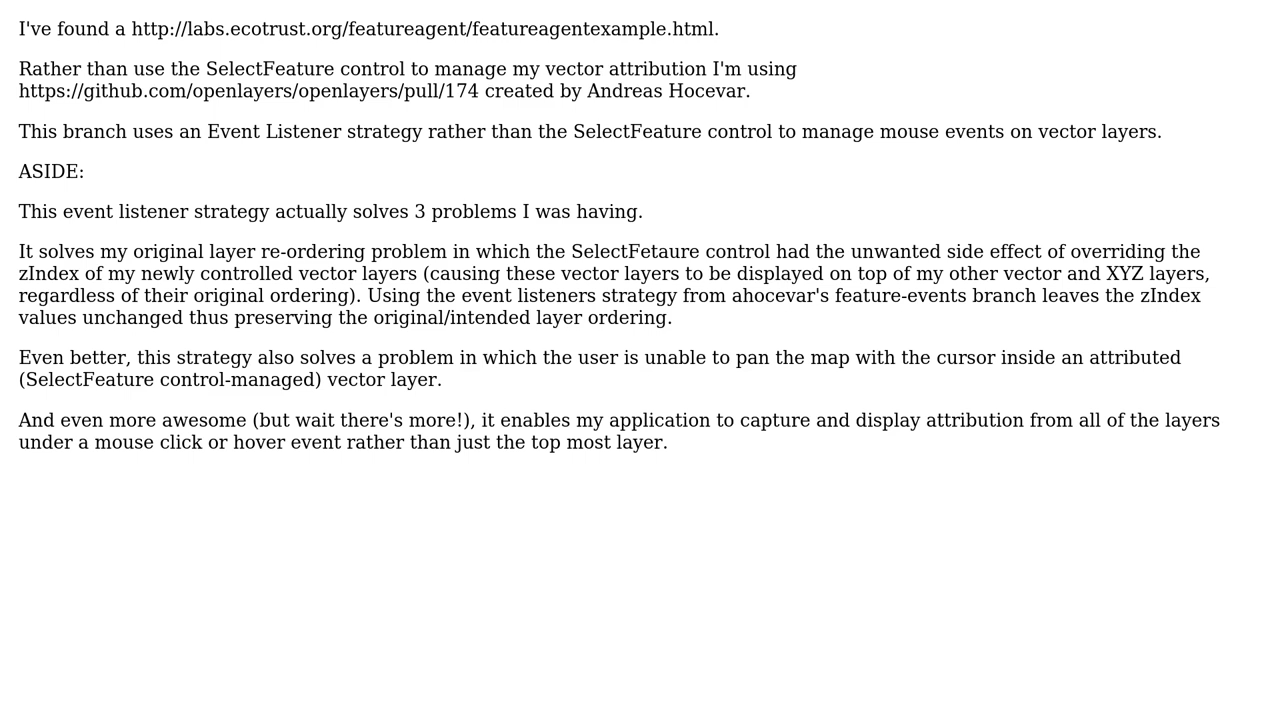 I've found a http://labs.ecotrust.org/featureagent/featureagentexample.html.
Rather than use the SelectFeature control to manage my vector attribution I'm using
https://github.com/openlayers/openlayers/pull/174 created by Andreas Hocevar.
This branch uses an Event Listener strategy rather than the SelectFeature control to manage mouse events on vector layers.
ASIDE:
This event listener strategy actually solves 3 problems I was having.
It solves my original layer re-ordering problem in which the SelectFetaure control had the unwanted side effect of overriding the
zIndex of my newly controlled vector layers (causing these vector layers to be displayed on top of my other vector and XYZ layers,
regardless of their original ordering). Using the event listeners strategy from ahocevar's feature-events branch leaves the zIndex
values unchanged thus preserving the original/intended layer ordering.
Even better, this strategy also solves a problem in which the user is unable to pan the map with the cursor inside an attributed
(SelectFeature control-managed) vector layer.
And even more awesome (but wait there's more!), it enables my application to capture and display attribution from all of the layers
under a mouse click or hover event rather than just the top most layer.